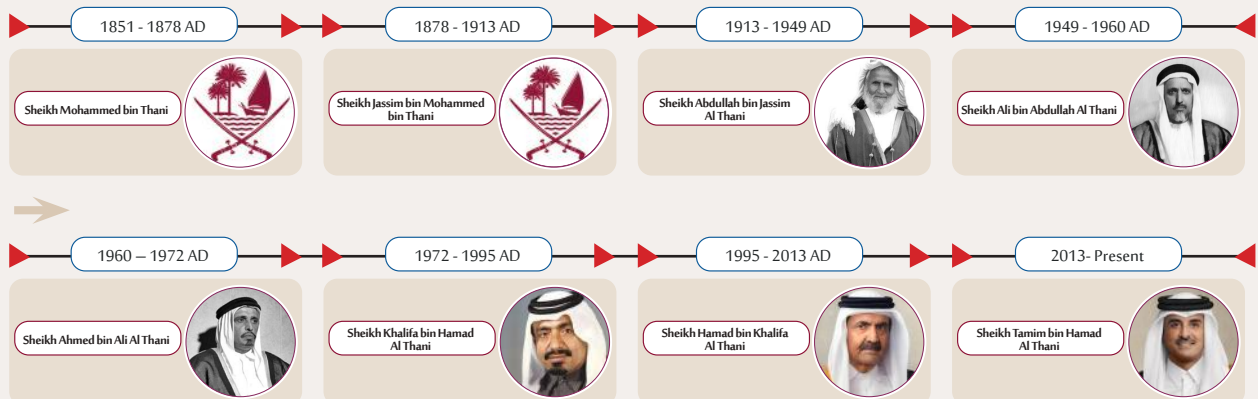 1851 - 1878 AD
Sheikh Mohammed bin Thani
1878 - 1913 AD
Sheikh Jassim bin Mohammed
bin Thani
1913 - 1949 AD
Sheikh Abdullah bin Jassim
Al Thani
1949 - 1960 AD
Sheikh Ali bin Abdullah Al Thani
1960 – 1972 AD
Sheikh Ahmed bin Ali Al Thani
1972 - 1995 AD
Sheikh Khalifa bin Hamad
Al Thani
1995 - 2013 AD
Sheikh Hamad bin Khalifa
Al Thani
2013- Present
Sheikh Tamim bin Hamad
Al Thani